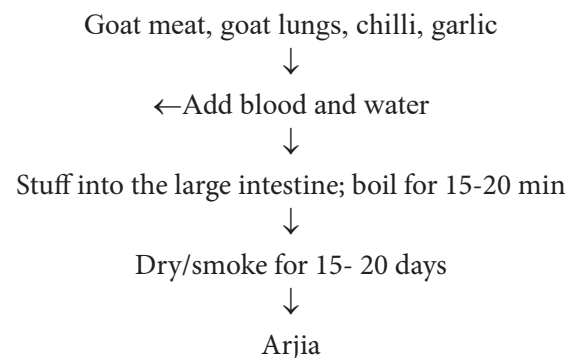 Goat meat, goat lungs, chilli, garlic
↓
←Add blood and water
↓
Stuff into the large intestine; boil for 15-20 min
↓
Dry/smoke for 15- 20 days
↓
Arjia